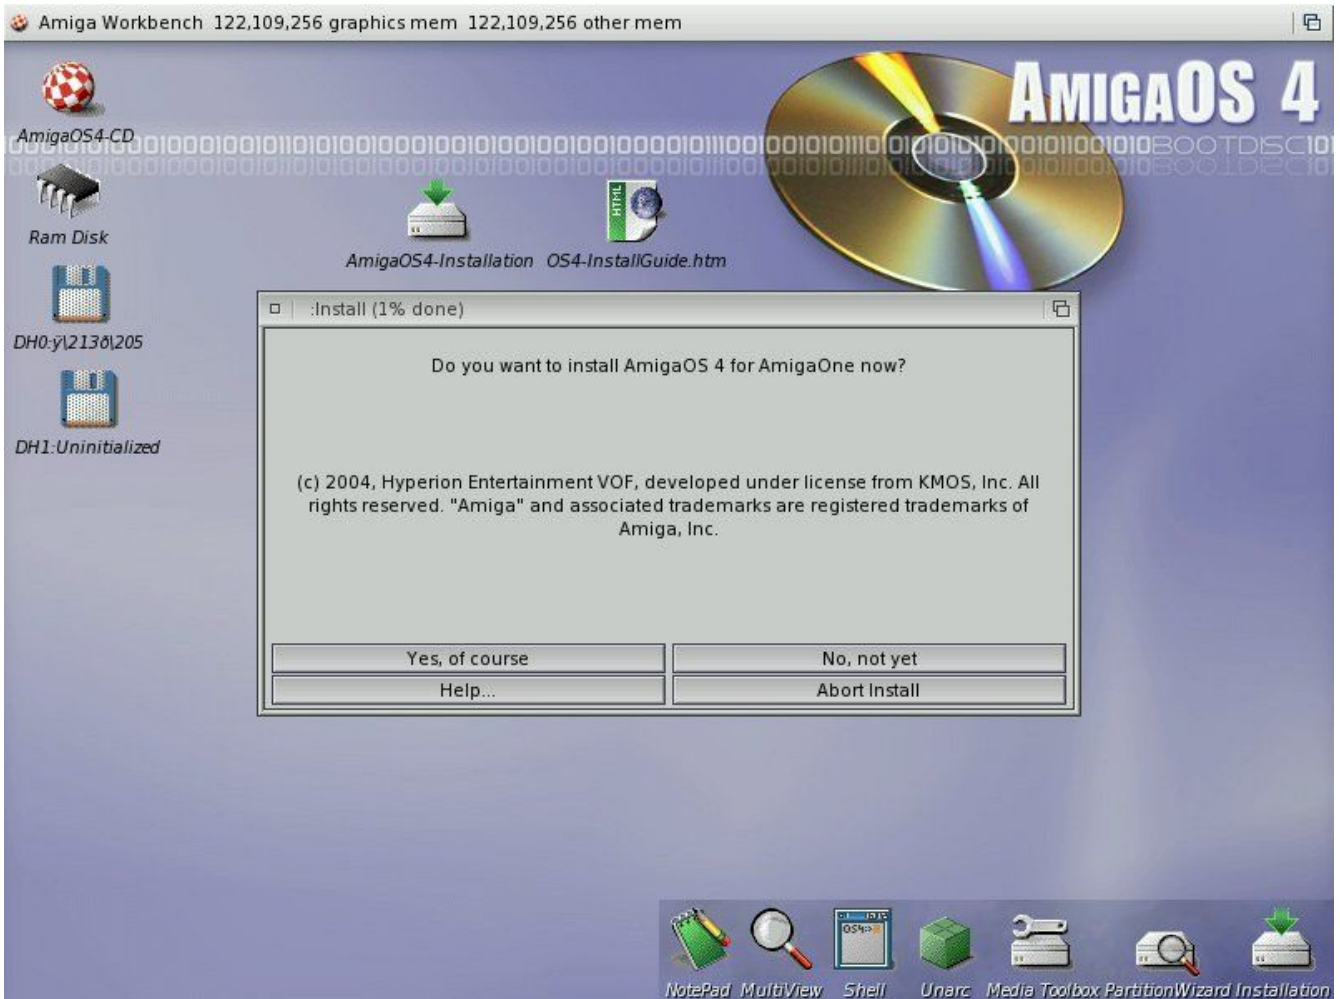 Amiga Workbench 122,109,256 graphics mem 122,109,256 other mem
AMIGAOS 4
AmigaOS4-CD
BOOTDISC
Ram Disk
HTML
AmigaOS4-Installation OS4-InstallGuide.htm
DH0:ÿ\213ð\205
DH1:Uninitialized
:Install (1% done)
Do you want to install AmigaOS 4 for AmigaOne now?
(c) 2004, Hyperion Entertainment VOF, developed under license from KMOS, Inc. All
rights reserved. "Amiga" and associated trademarks are registered trademarks of
Amiga, Inc.
Yes, of course
No, not yet
Help...
Abort Install
OS4:>
NotePad MultiView Shell Unarc Media Toolbox PartitionWizard Installation